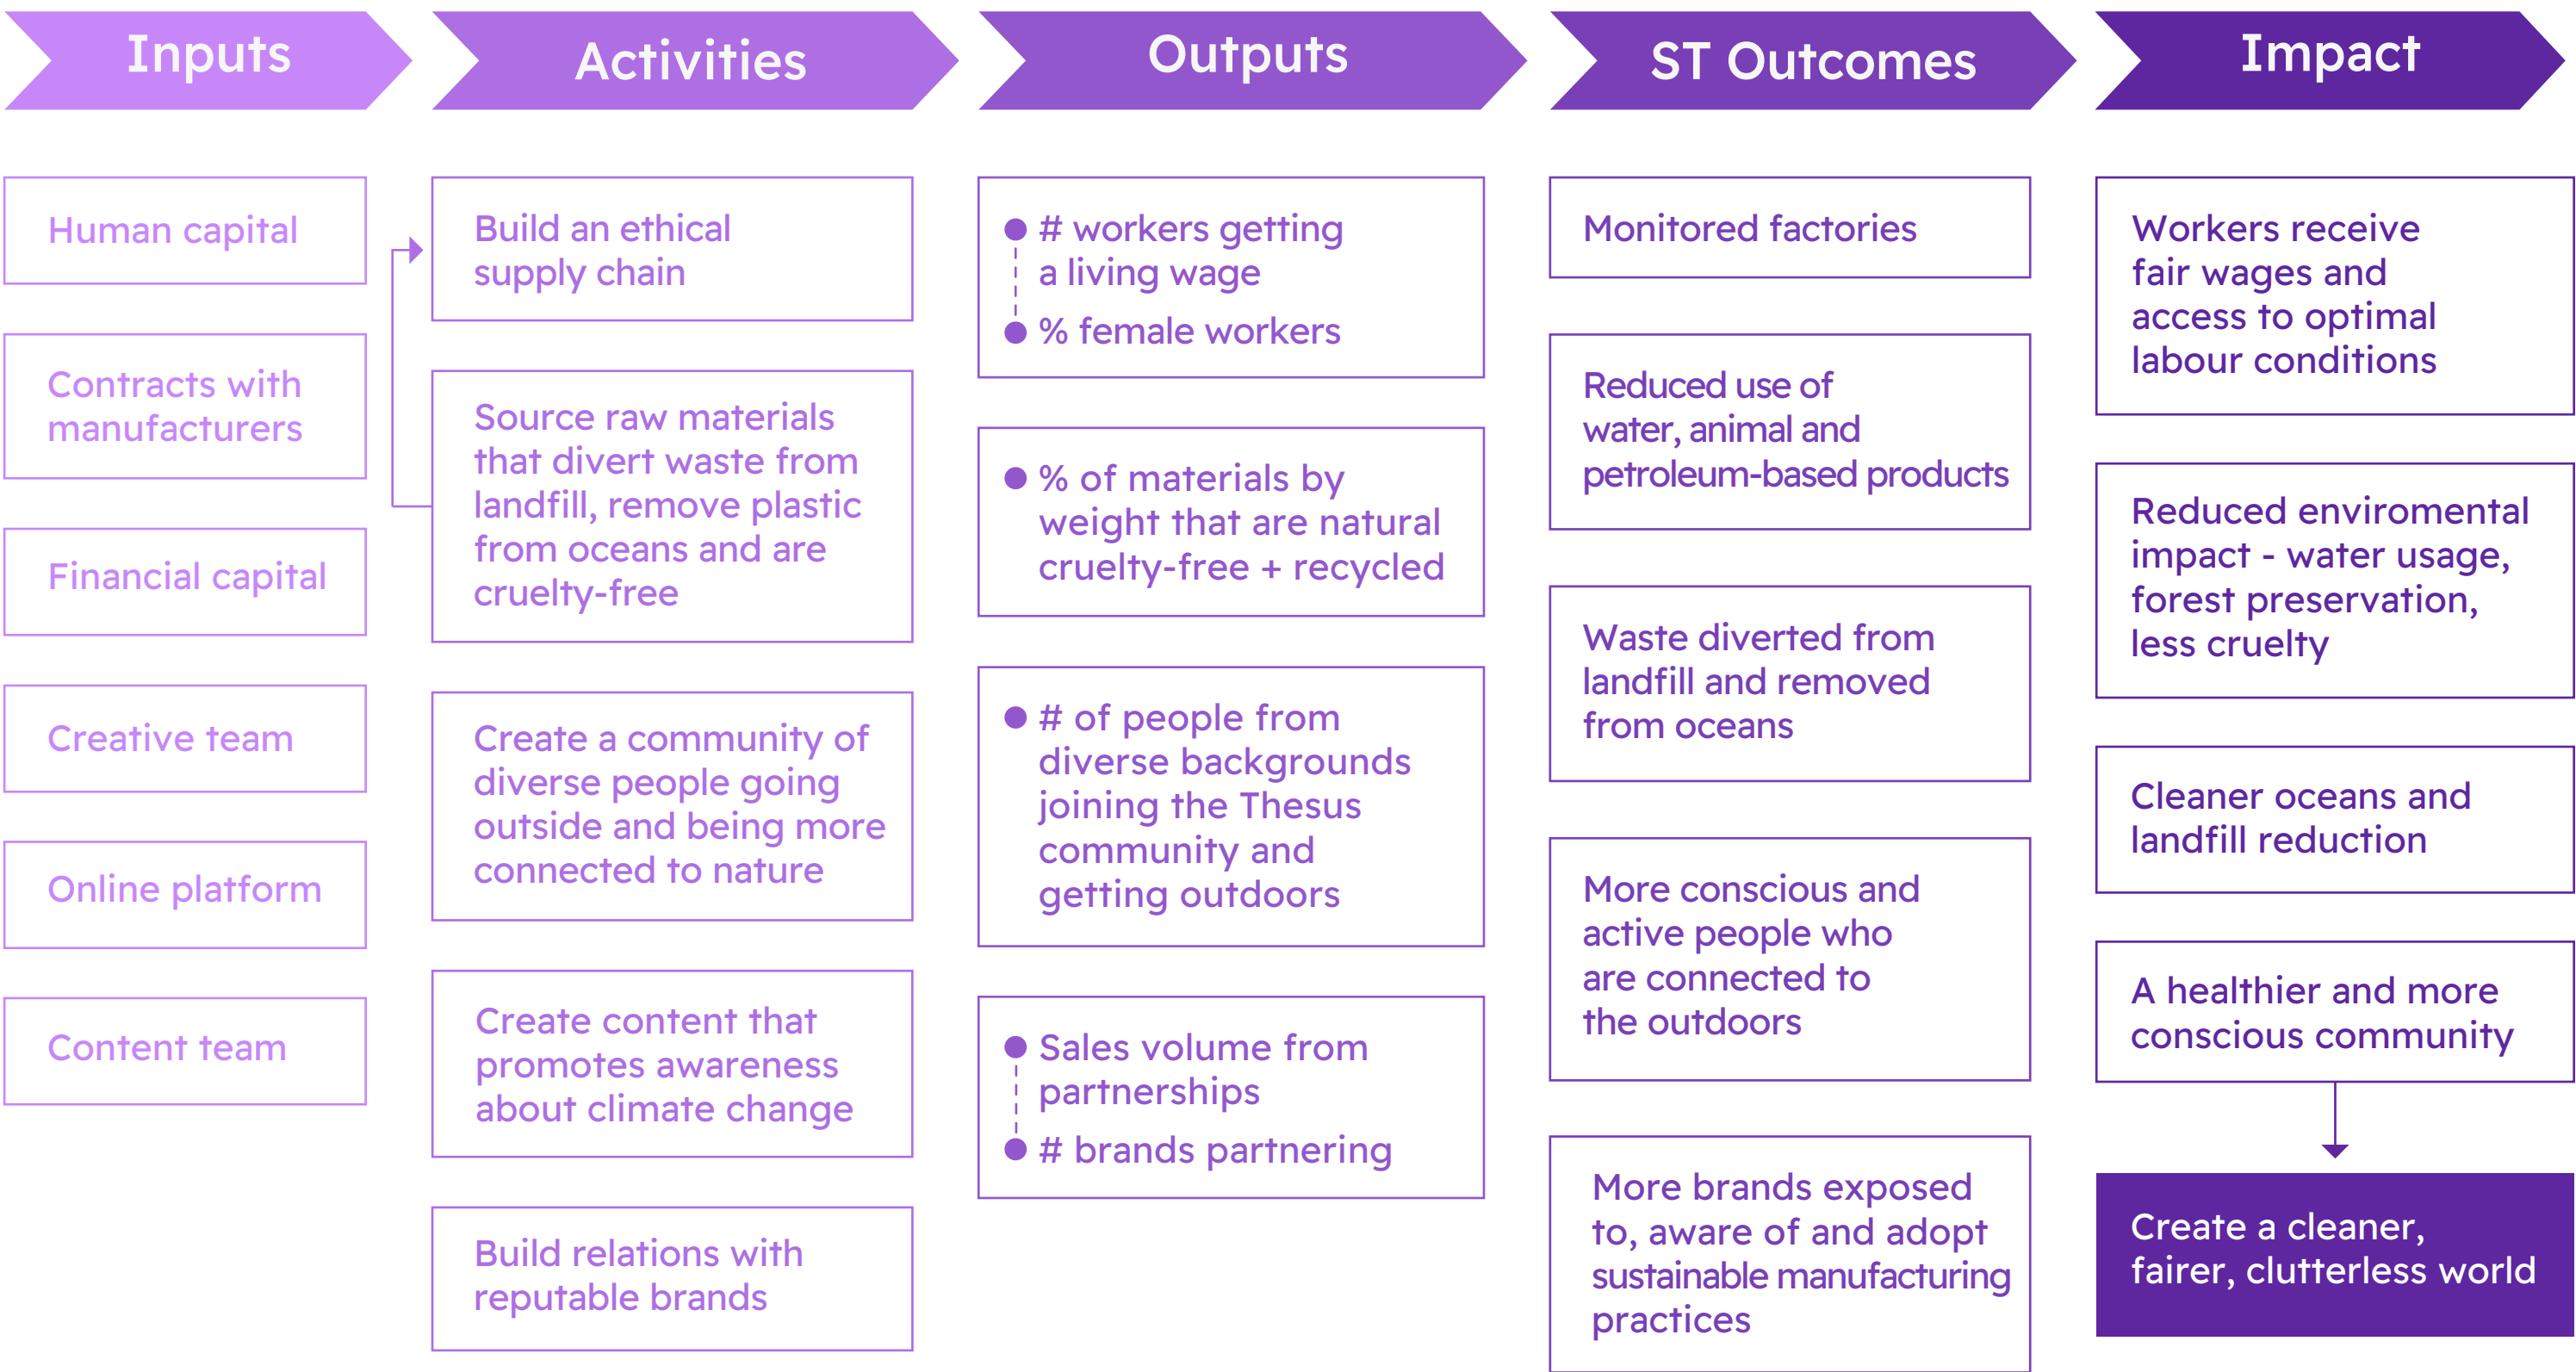 Inputs
Activities
Outputs
ST Outcomes
Impact
Human capital
Contracts with
manufacturers
Financial capital
Creative team
Online platform
Content team
Build an ethical
supply chain
Source raw materials
that divert waste from
landfill, remove plastic
from oceans and are
cruelty-free
Create a community of
diverse people going
outside and being more
connected to nature
Create content that
promotes awareness
about climate change
Build relations with
reputable brands
# workers getting
a living wage
% female workers
% of materials by
weight that are natural
cruelty-free + recycled
# of people from
diverse backgrounds
joining the Thesus
community and
getting outdoors
Sales volume from
partnerships
# brands partnering
Monitored factories
Reduced use of
water, animal and
petroleum-based products
Waste diverted from
landfill and removed
from oceans
More conscious and
active people who
are connected to
the outdoors
More brands exposed
to, aware of and adopt
sustainable manufacturing
practices
Workers receive
fair wages and
access to optimal
labour conditions
Reduced enviromental
impact - water usage,
forest preservation,
less cruelty
Cleaner oceans and
landfill reduction
A healthier and more
conscious community
Create a cleaner,
fairer, clutterless world